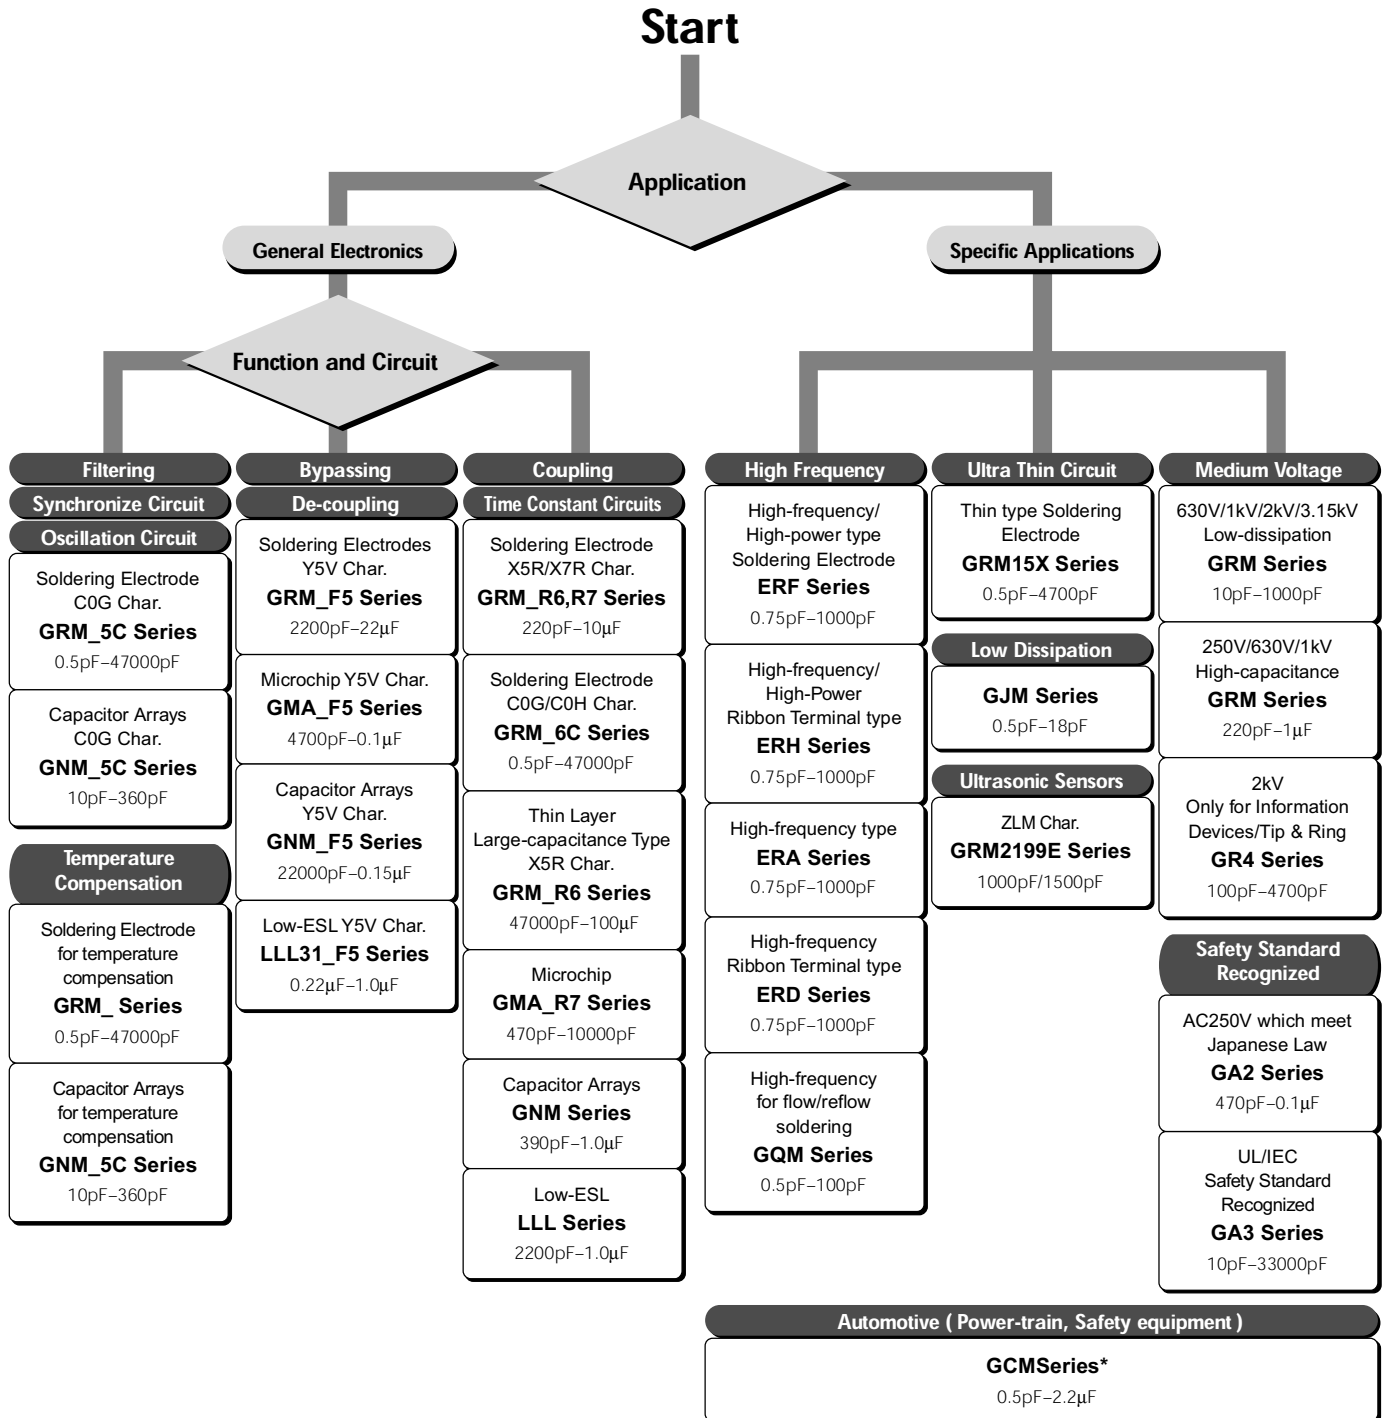 Start
Application
General Electronics
Specific Applications
Function and Circuit
Filtering
Synchronize Circuit
Oscillation Circuit
Soldering Electrode
C0G Char.
GRM_5C Series
0.5pF–47000pF
Capacitor Arrays
C0G Char.
GNM_5C Series
10pF–360pF
Temperature
Compensation
Soldering Electrode
for temperature
compensation
GRM_ Series
0.5pF–47000pF
Capacitor Arrays
for temperature
compensation
GNM_5C Series
10pF–360pF
Bypassing
De-coupling
Soldering Electrodes
Y5V Char.
GRM_F5 Series
2200pF–22µF
Microchip Y5V Char.
GMA_F5 Series
4700pF–0.1µF
Capacitor Arrays
Y5V Char.
GNM_F5 Series
22000pF–0.15µF
Low-ESL Y5V Char.
LLL31_F5 Series
0.22µF–1.0µF
Coupling
Time Constant Circuits
Soldering Electrode
X5R/X7R Char.
GRM_R6,R7 Series
220pF–10µF
Soldering Electrode
C0G/C0H Char.
GRM_6C Series
0.5pF–47000pF
Thin Layer
Large-capacitance Type
X5R Char.
GRM_R6 Series
47000pF–100µF
Microchip
GMA_R7 Series
470pF–10000pF
Capacitor Arrays
GNM Series
390pF–1.0µF
Low-ESL
LLL Series
2200pF–1.0µF
High Frequency
High-frequency/
High-power type
Soldering Electrode
ERF Series
0.75pF–1000pF
High-frequency/
High-Power
Ribbon Terminal type
ERH Series
0.75pF–1000pF
High-frequency type
ERA Series
0.75pF–1000pF
High-frequency
Ribbon Terminal type
ERD Series
0.75pF–1000pF
High-frequency
for flow/reflow
soldering
GQM Series
0.5pF–100pF
Ultra Thin Circuit
Thin type Soldering
Electrode
GRM15X Series
0.5pF–4700pF
Low Dissipation
GJM Series
0.5pF–18pF
Ultrasonic Sensors
ZLM Char.
GRM2199E Series
1000pF/1500pF
Medium Voltage
630V/1kV/2kV/3.15kV
Low-dissipation
GRM Series
10pF–1000pF
250V/630V/1kV
High-capacitance
GRM Series
220pF–1µF
2kV
Only for Information
Devices/Tip & Ring
GR4 Series
100pF–4700pF
Safety Standard
Recognized
AC250V which meet
Japanese Law
GA2 Series
470pF–0.1µF
UL/IEC
Safety Standard
Recognized
GA3 Series
10pF–33000pF
Automotive ( Power-train, Safety equipment )
GCMSeries*
0.5pF–2.2µF